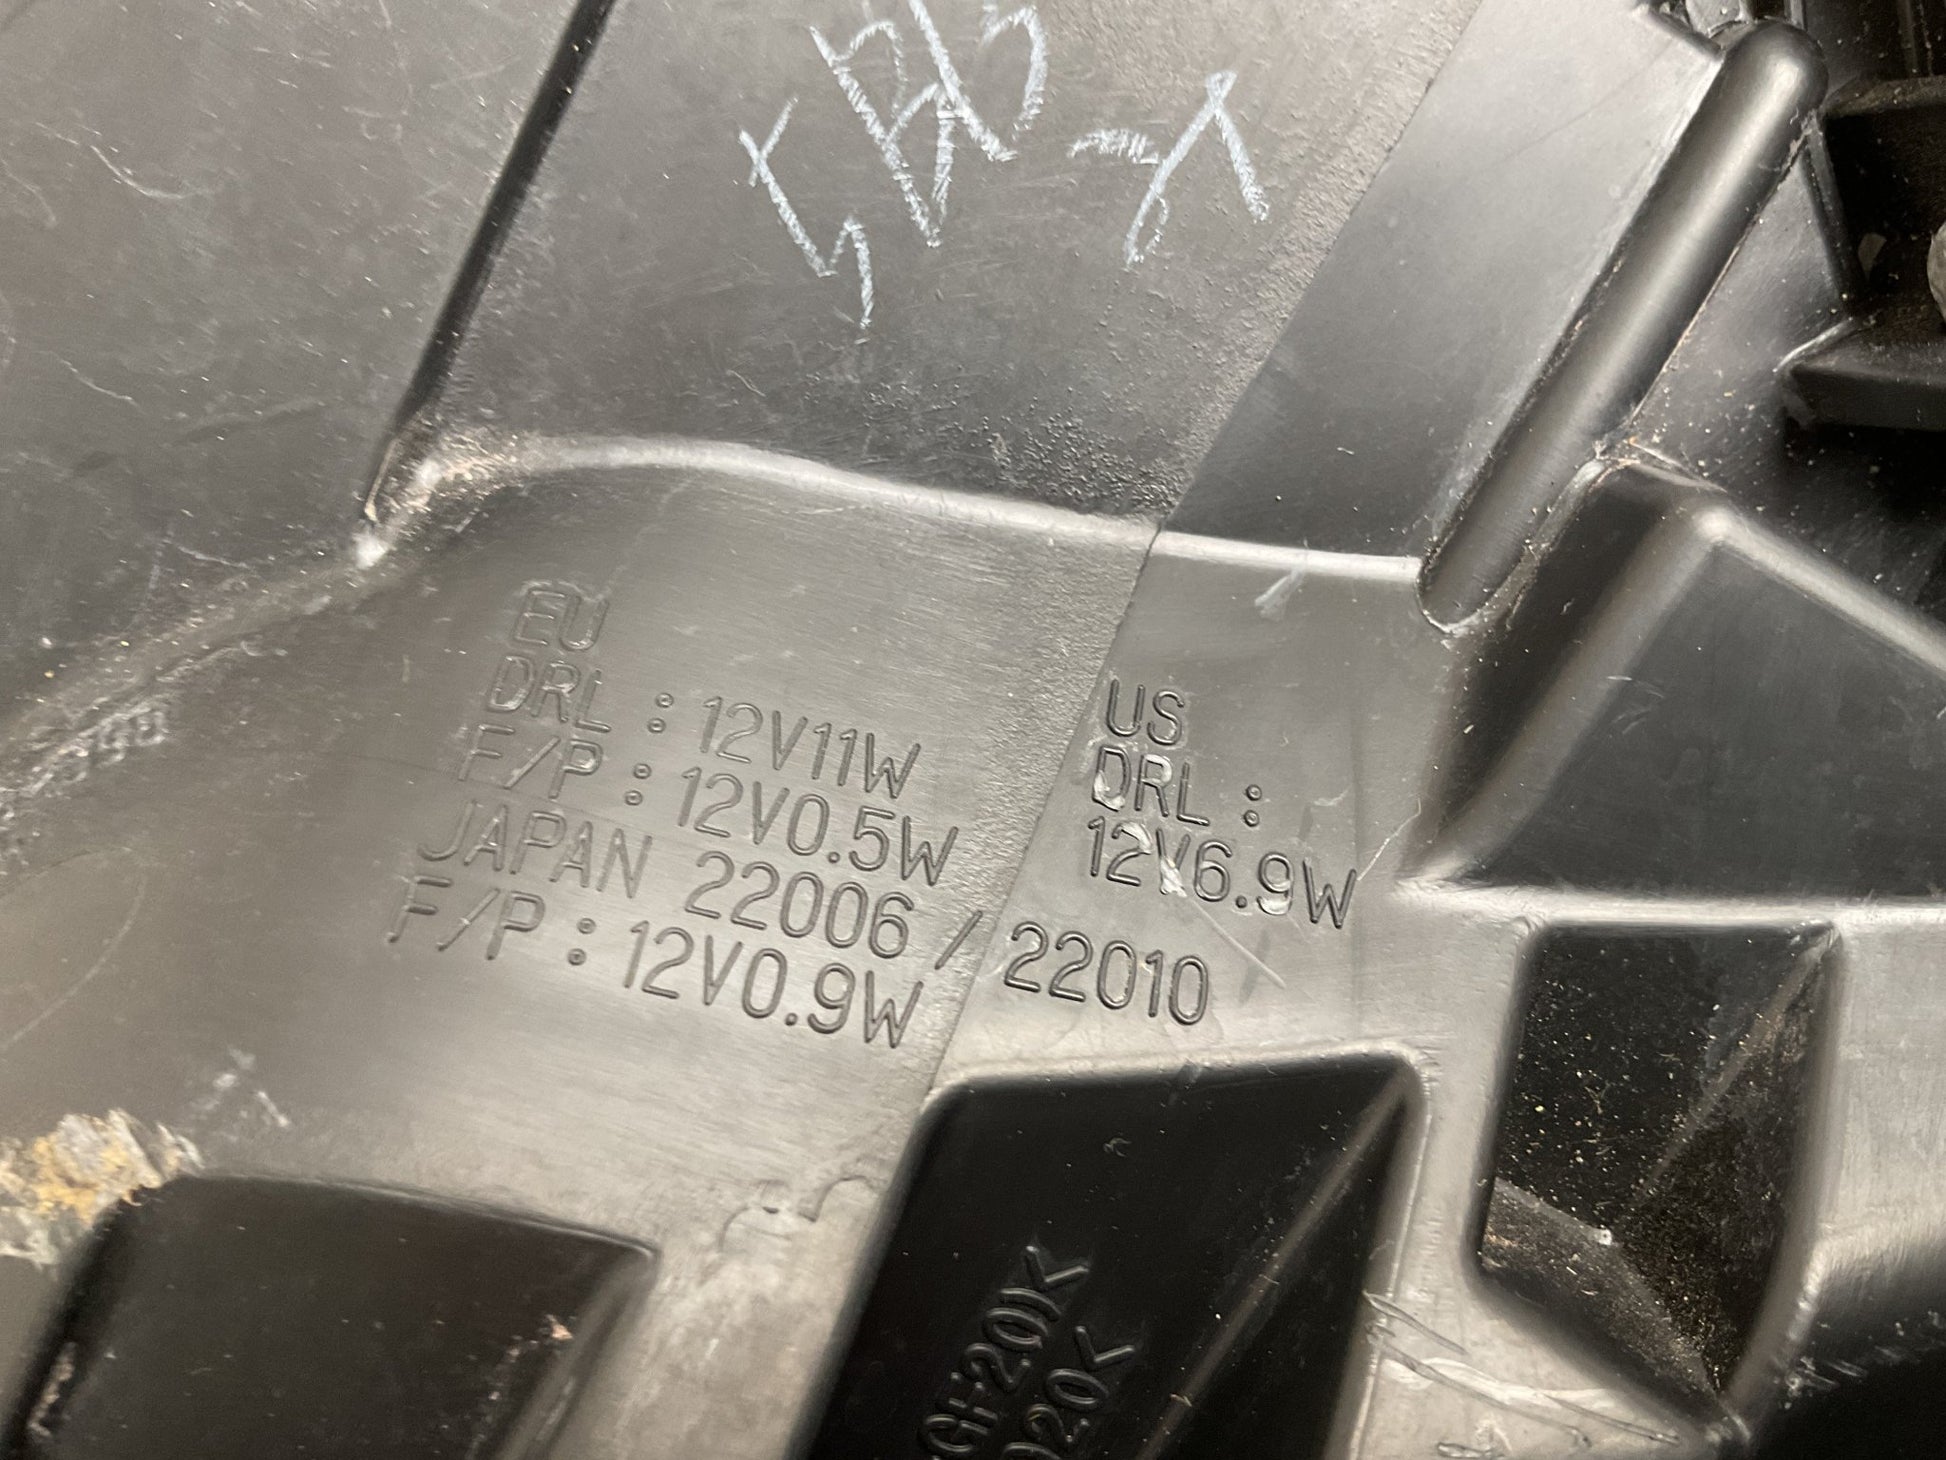 EU
DRL : 12V11W
F/P : 12V0.5W
JAPAN 22006 / 22010
F/P : 12V0.9W
US
DRL :
12V6.9W